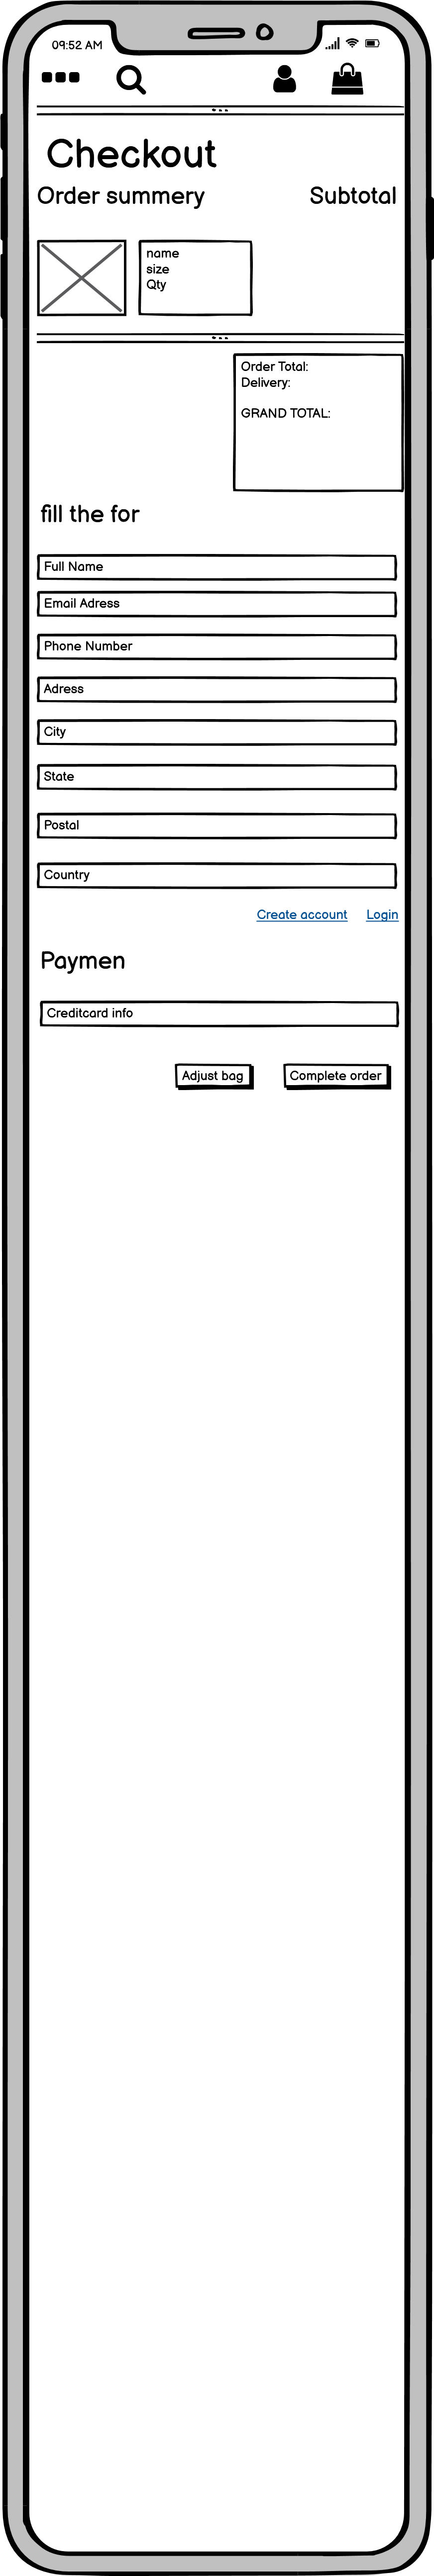 09:52 AM
Checkout
Order summery Subtotal
name
size
Qty
Order Total:
Delivery:
GRAND TOTAL:
fill the for
Full Name
Email Adress
Phone Number
Adress
City
State
Postal
Country
Create account Login
Paymen
Creditcard info
Adjust bag Complete order